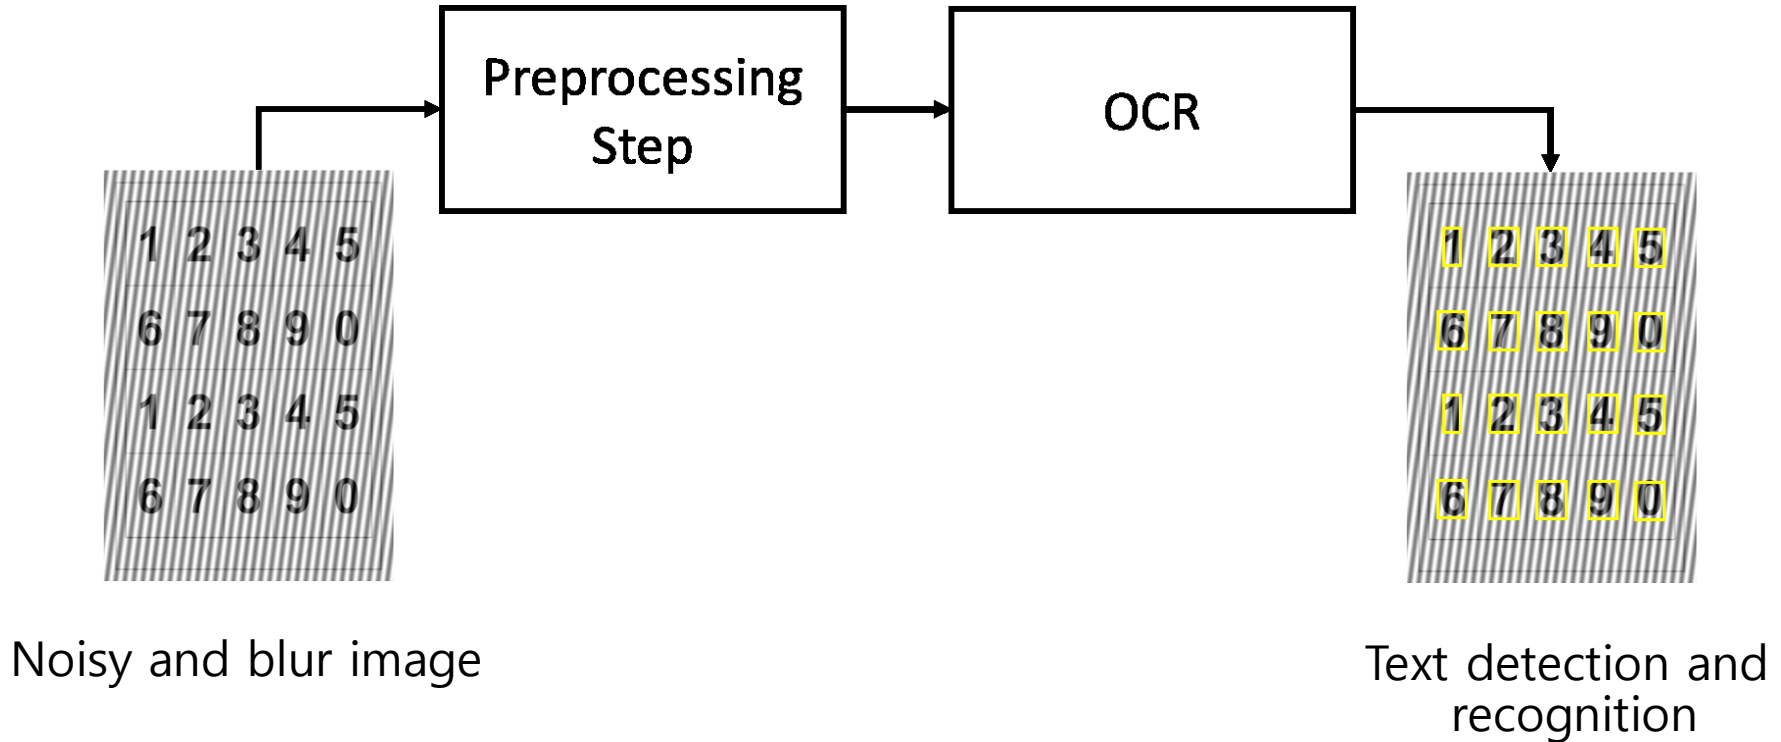 Preprocessing
Step
OCR
1 2 3 4 5
6 7 8 9 0
1 2 3 4 5
6 7 8 9 0
Noisy and blur image
1 2 3 4 5
6 7 8 9 0
1 2 3 4 5
6 7 8 9 0
Text detection and
recognition